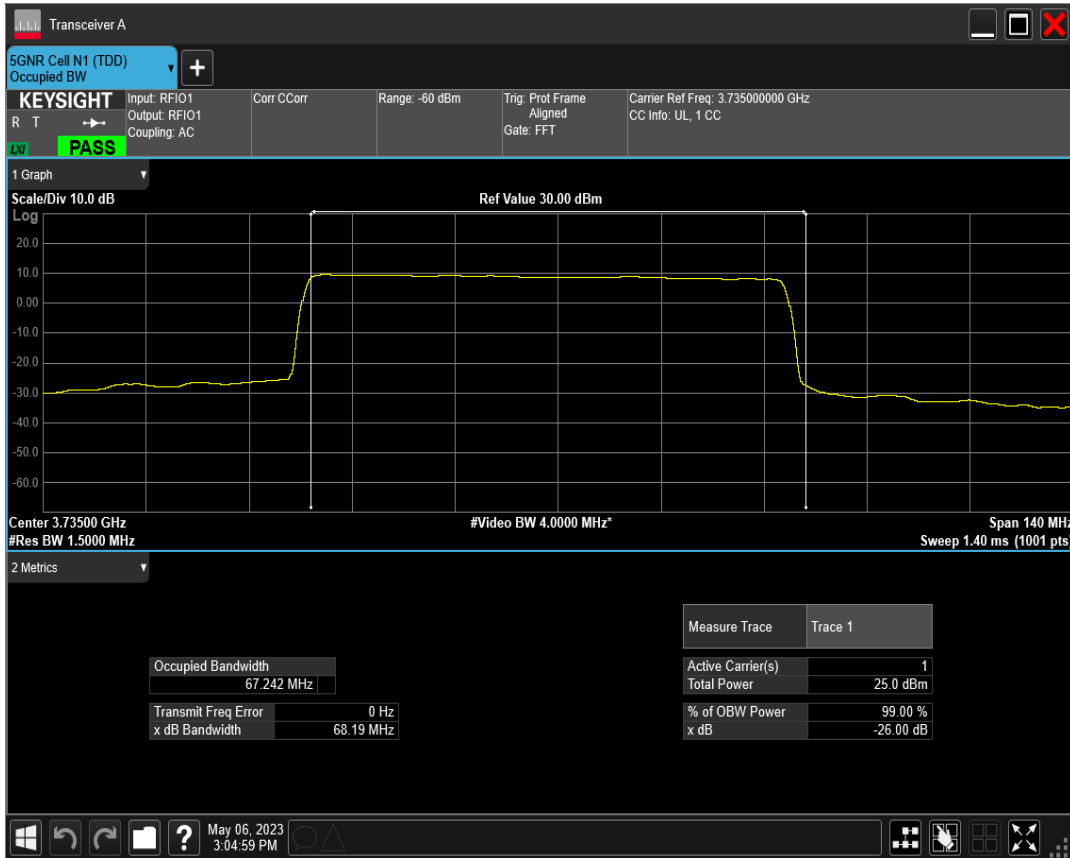 Transceiver A
5GNR Cell N1 (TDD)
Occupied BW
+
KEYSIGHT
R T
LXI
PASS
Input: RFIO1
Output: RFIO1
Coupling: AC
Corr CCorr
Range: -60 dBm
Trig: Prot Frame
Aligned
Gate: FFT
Carrier Ref Freq: 3.735000000 GHz
CC Info: UL, 1 CC
1 Graph
Scale/Div 10.0 dB
Ref Value 30.00 dBm
Log
20.0
10.0
0.00
-10.0
-20.0
-30.0
-40.0
-50.0
-60.0
Center 3.73500 GHz
#Video BW 4.0000 MHz*
Span 140 MHz
#Res BW 1.5000 MHz
Sweep 1.40 ms (1001 pts)
2 Metrics
Measure Trace Trace 1
Occupied Bandwidth
67.242 MHz
Active Carrier(s) 1
Total Power 25.0 dBm
Transmit Freq Error 0 Hz
x dB Bandwidth 68.19 MHz
% of OBW Power 99.00 %
x dB -26.00 dB
?
May 06, 2023
3:04:59 PM